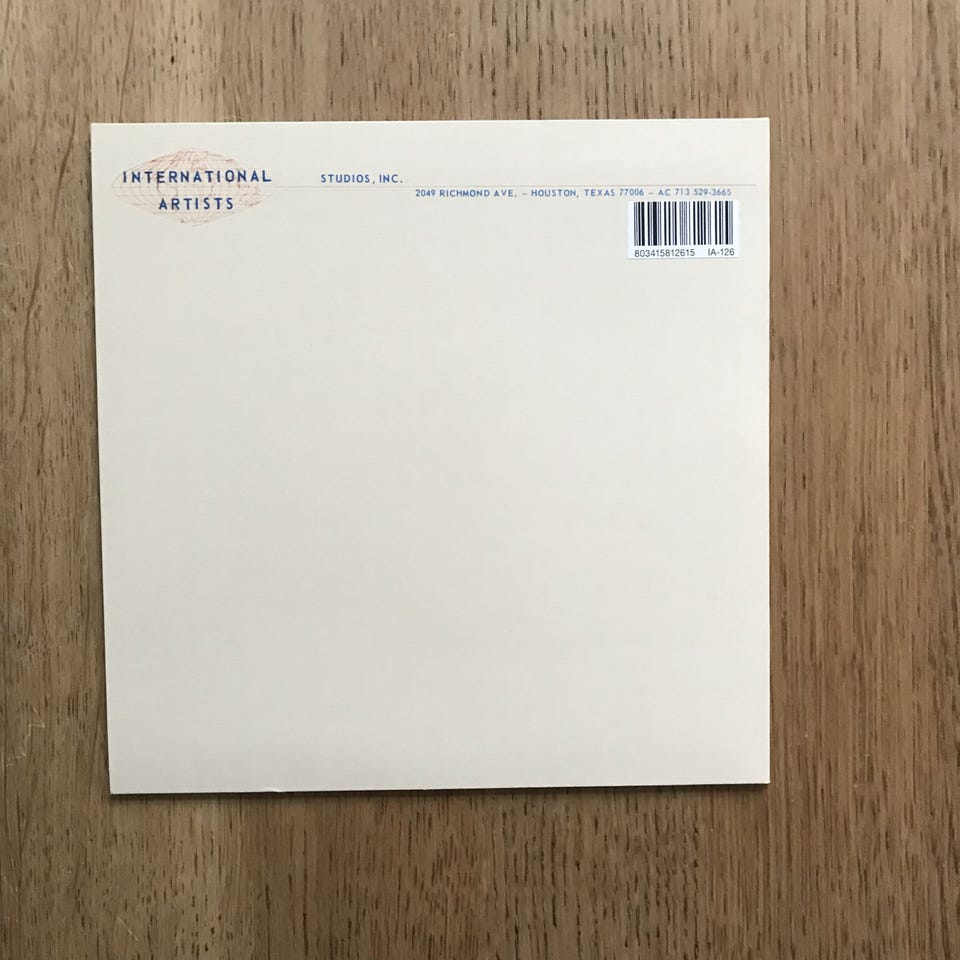 INTERNATIONAL
ARTISTS
STUDIOS, INC.
2049 RICHMOND AVE. – HOUSTON, TEXAS 77006 – AC 713 529-3665
803415812615 IA-126